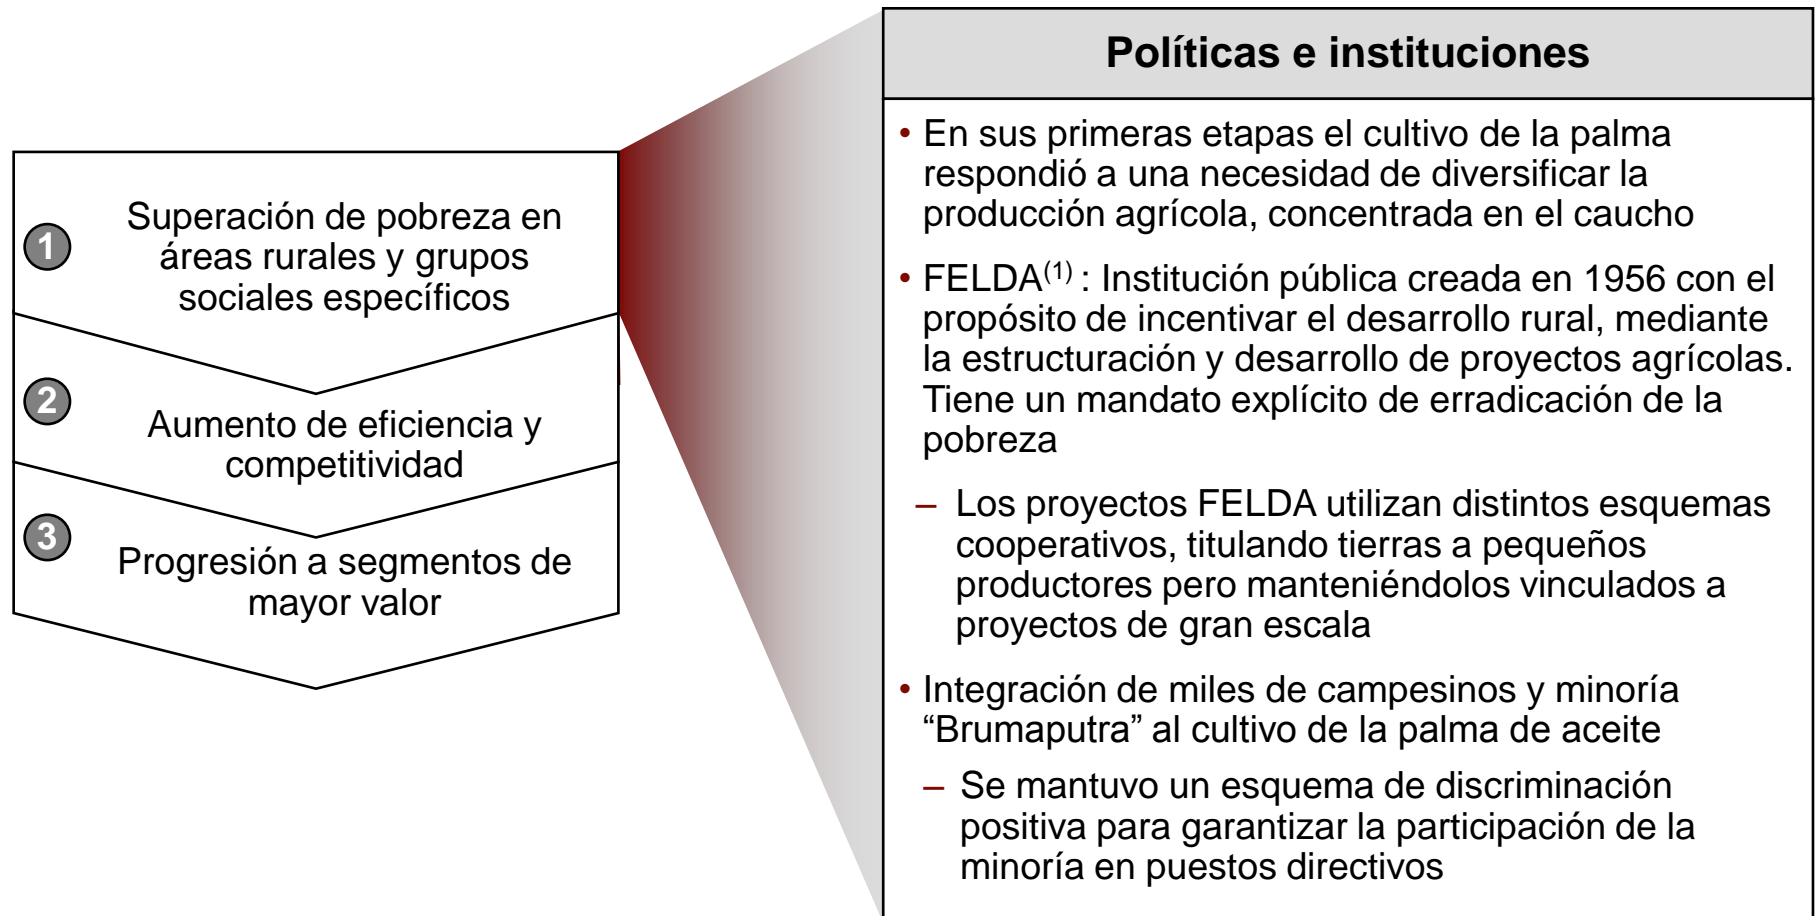 1
Superación de pobreza en
áreas rurales y grupos
sociales específicos
2
Aumento de eficiencia y
competitividad
3
Progresión a segmentos de
mayor valor
Políticas e instituciones
• En sus primeras etapas el cultivo de la palma
respondió a una necesidad de diversificar la
producción agrícola, concentrada en el caucho
• FELDA(1) : Institución pública creada en 1956 con el
propósito de incentivar el desarrollo rural, mediante
la estructuración y desarrollo de proyectos agrícolas.
Tiene un mandato explícito de erradicación de la
pobreza
– Los proyectos FELDA utilizan distintos esquemas
cooperativos, titulando tierras a pequeños
productores pero manteniéndolos vinculados a
proyectos de gran escala
• Integración de miles de campesinos y minoría
“Brumaputra” al cultivo de la palma de aceite
– Se mantuvo un esquema de discriminación
positiva para garantizar la participación de la
minoría en puestos directivos